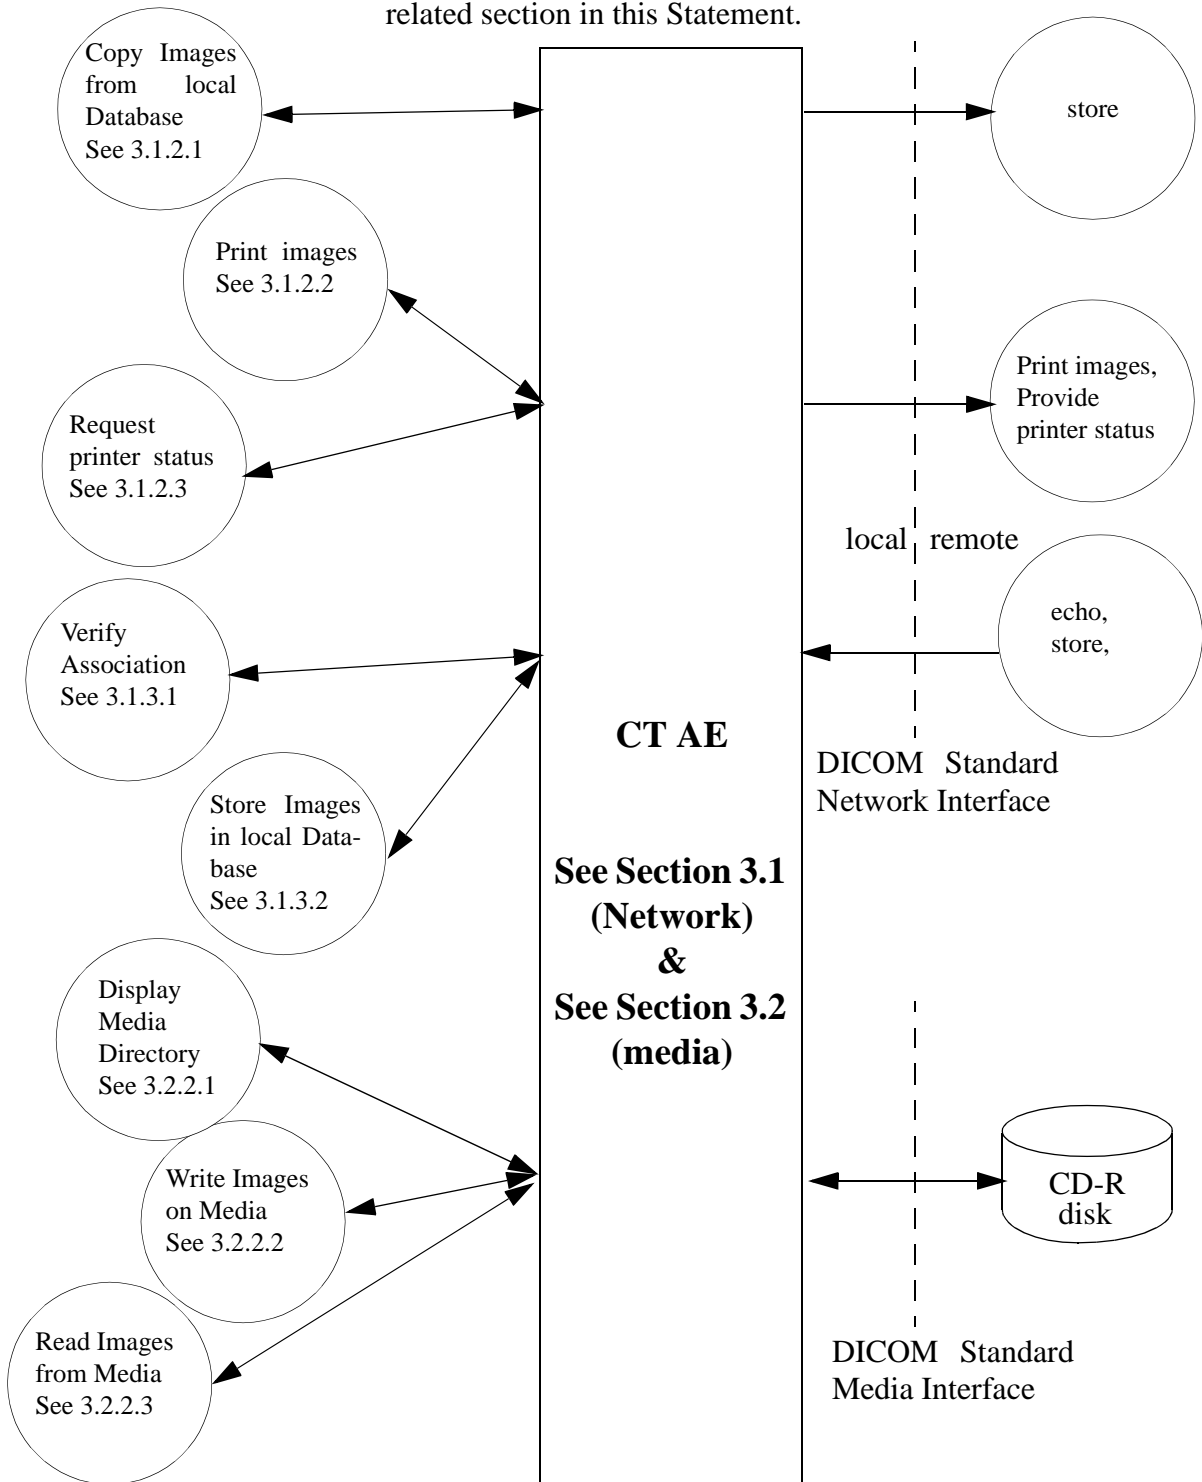 related section in this Statement.
Copy Images
from local
Database
See 3.1.2.1
store
Print images
See 3.1.2.2
Print images,
Provide
printer status
Request
printer status
See 3.1.2.3
local remote
echo,
store,
Verify
Association
See 3.1.3.1
CT AE
DICOM Standard
Network Interface
Store Images
in local Data-
base
See 3.1.3.2
See Section 3.1
(Network)
&
See Section 3.2
(media)
Display
Media
Directory
See 3.2.2.1
Write Images
on Media
See 3.2.2.2
CD-R
disk
Read Images
from Media
See 3.2.2.3
DICOM Standard
Media Interface